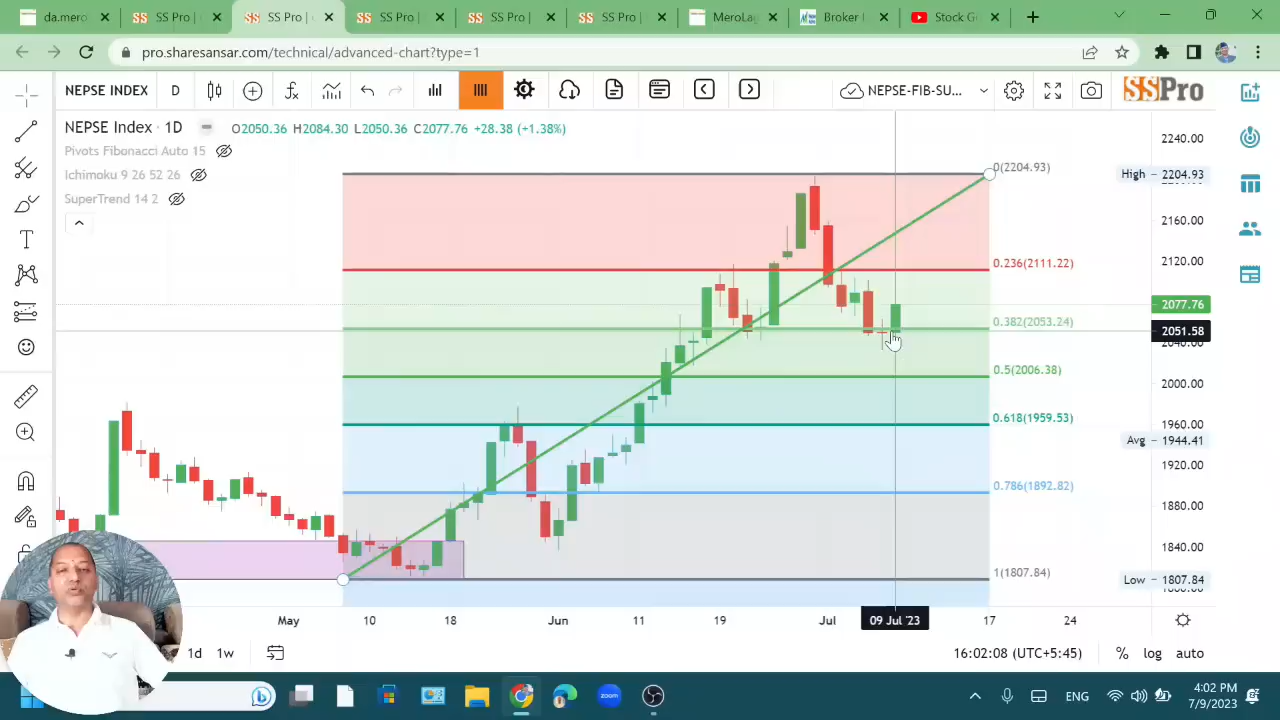 da.mero
SS Pro |
SS Pro |
SS Pro |
SS Pro |
SS Pro |
MeroLag
Broker |
Stock G
pro.sharesansar.com/technical/advanced-chart?type=1
NEPSE INDEX
D
NEPSE-FIB-SU...
SSPro
NEPSE Index · 1D
O2050.36 H2084.30 L2050.36 C2077.76 +28.38 (+1.38%)
Pivots Fibonacci Auto 15
Ichimoku 9 26 52 26
SuperTrend 14 2
2240.00
0(2204.93)
High
2204.93
2160.00
0.236(2111.22)
2120.00
2077.76
0.382(2053.24)
2051.58
2040.00
0.5(2006.38)
2000.00
0.618(1959.53)
1960.00
Avg
1944.41
1920.00
0.786(1892.82)
1880.00
1840.00
1(1807.84)
Low
1807.84
May
10
18
Jun
11
19
Jul
09 Jul '23
17
24
1d
1w
16:02:08 (UTC+5:45)
%
log
auto
zoom
ENG
4:02 PM
7/9/2023